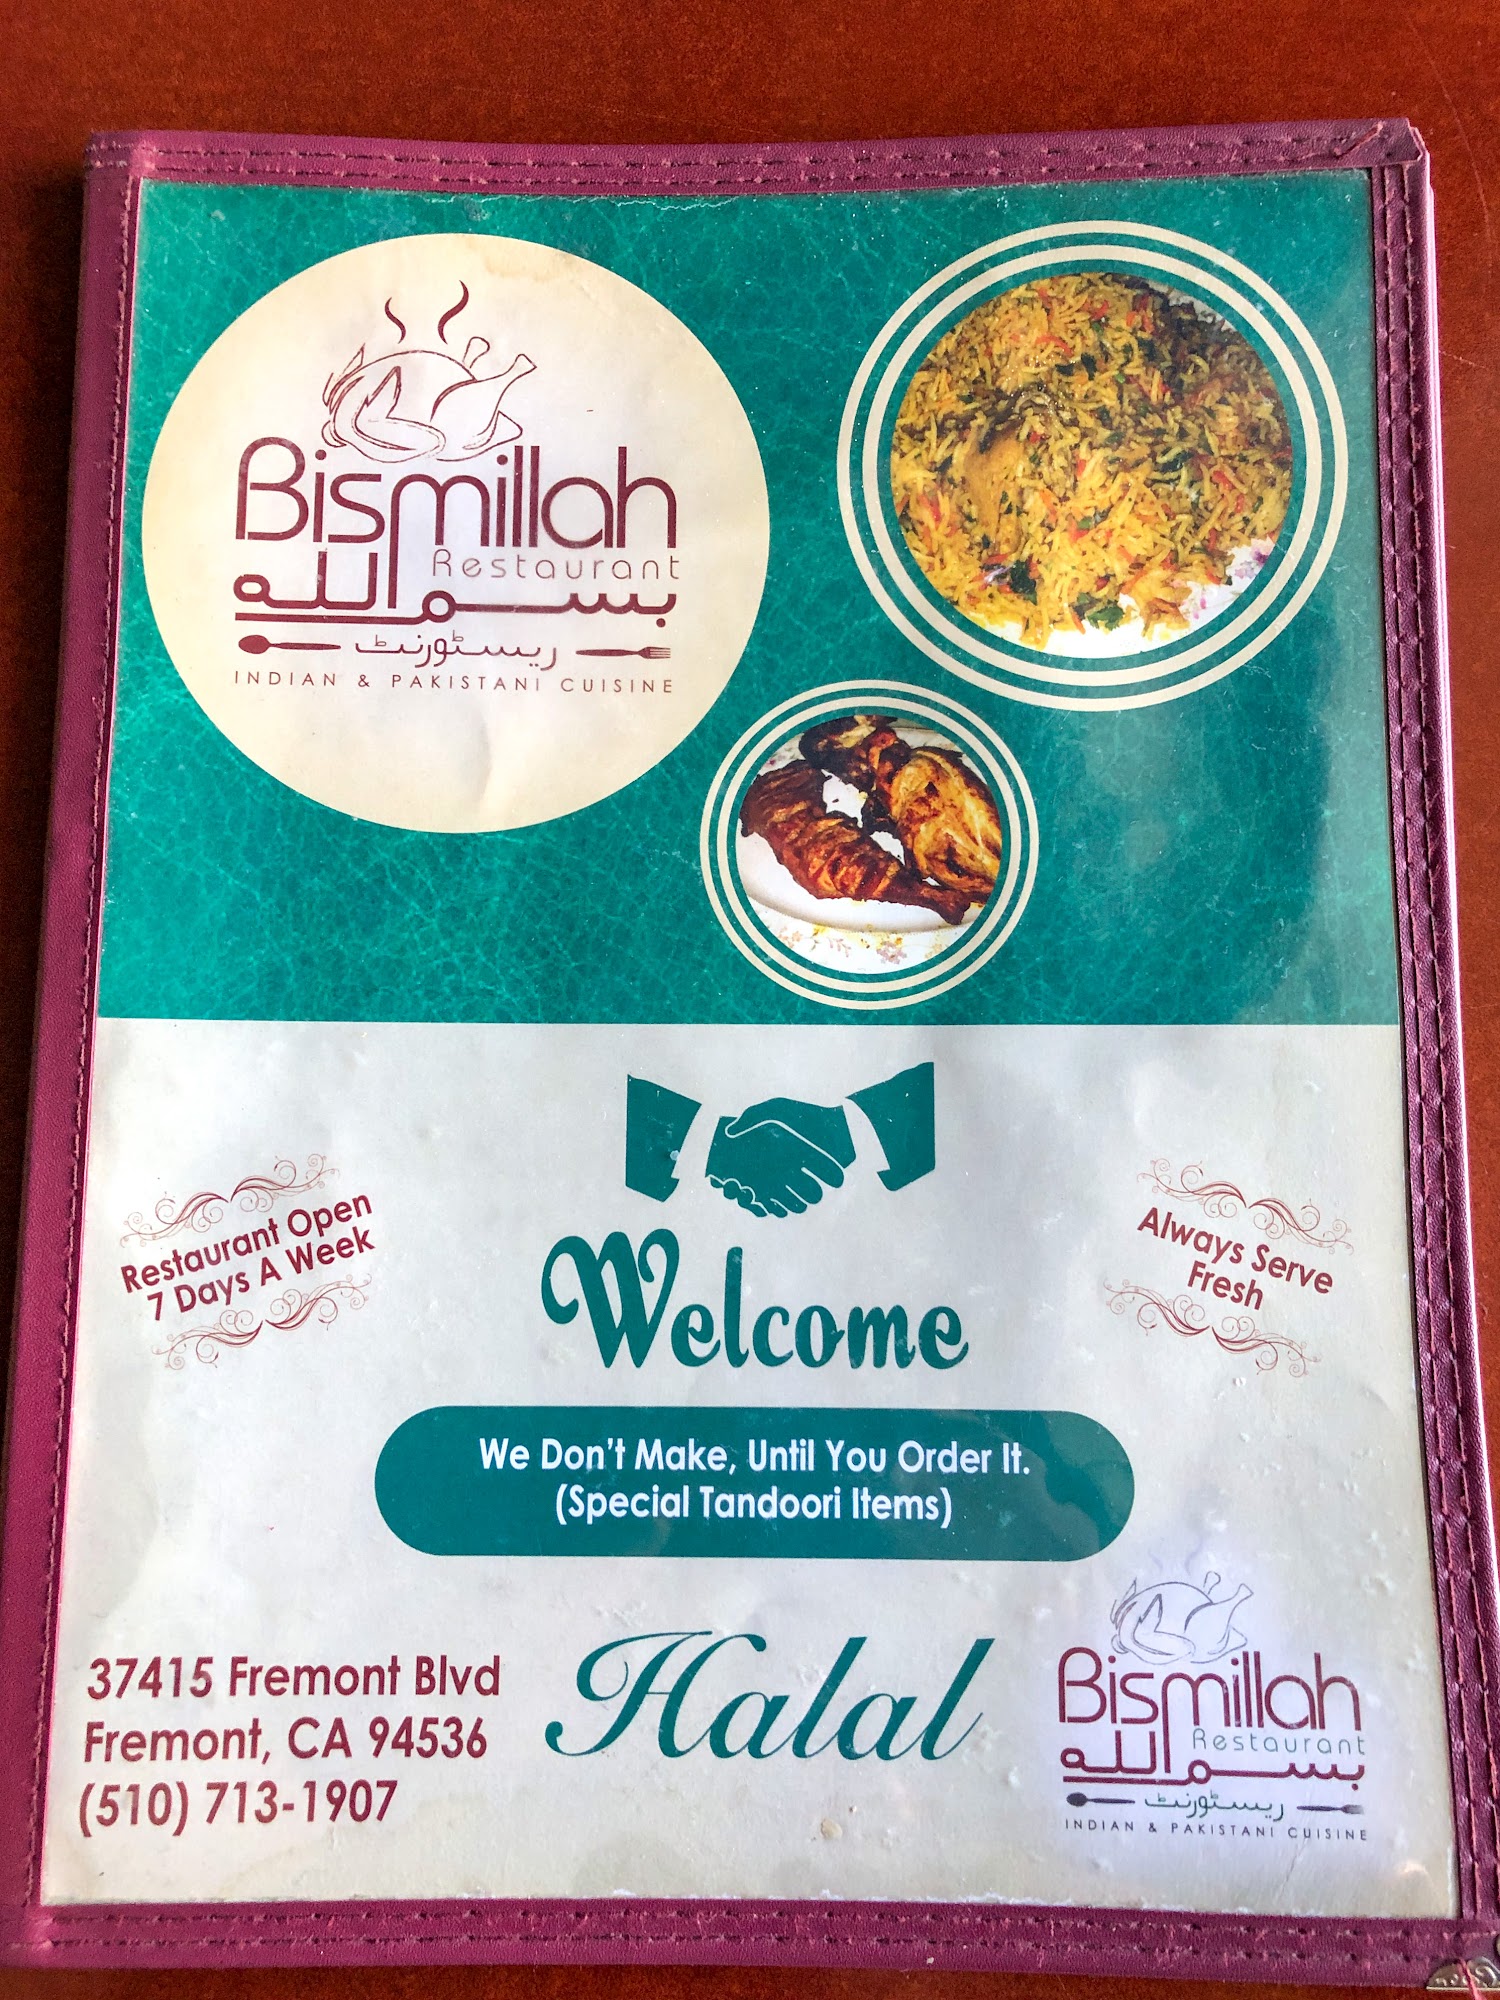 Bismillah
Restaurant
بسم الله
ریسٹورنٹ
INDIAN & PAKISTANI CUISINE
Restaurant Open
7 Days A Week
Always Serve
Fresh
Welcome
We Don't Make, Until You Order It.
(Special Tandoori Items)
37415 Fremont Blvd
Fremont, CA 94536
(510) 713-1907
Halal
Bismillah
Restaurant
بسم الله
ریسٹورنٹ
INDIAN & PAKISTANI CUISINE